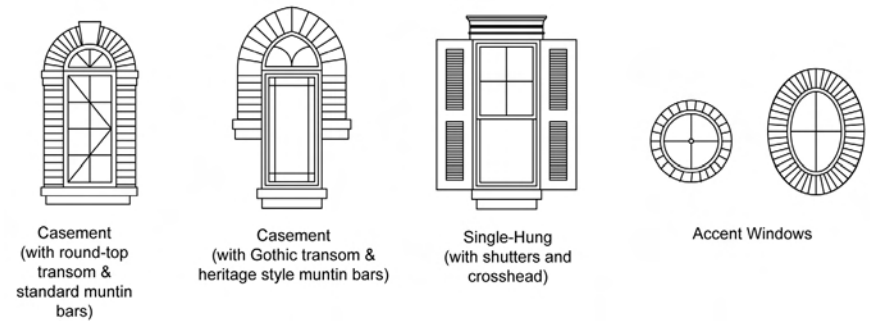 Casement
(with round-top
transom &
standard muntin
bars)
Casement
(with Gothic transom &
heritage style muntin bars)
Single-Hung
(with shutters and
crosshead)
Accent Windows